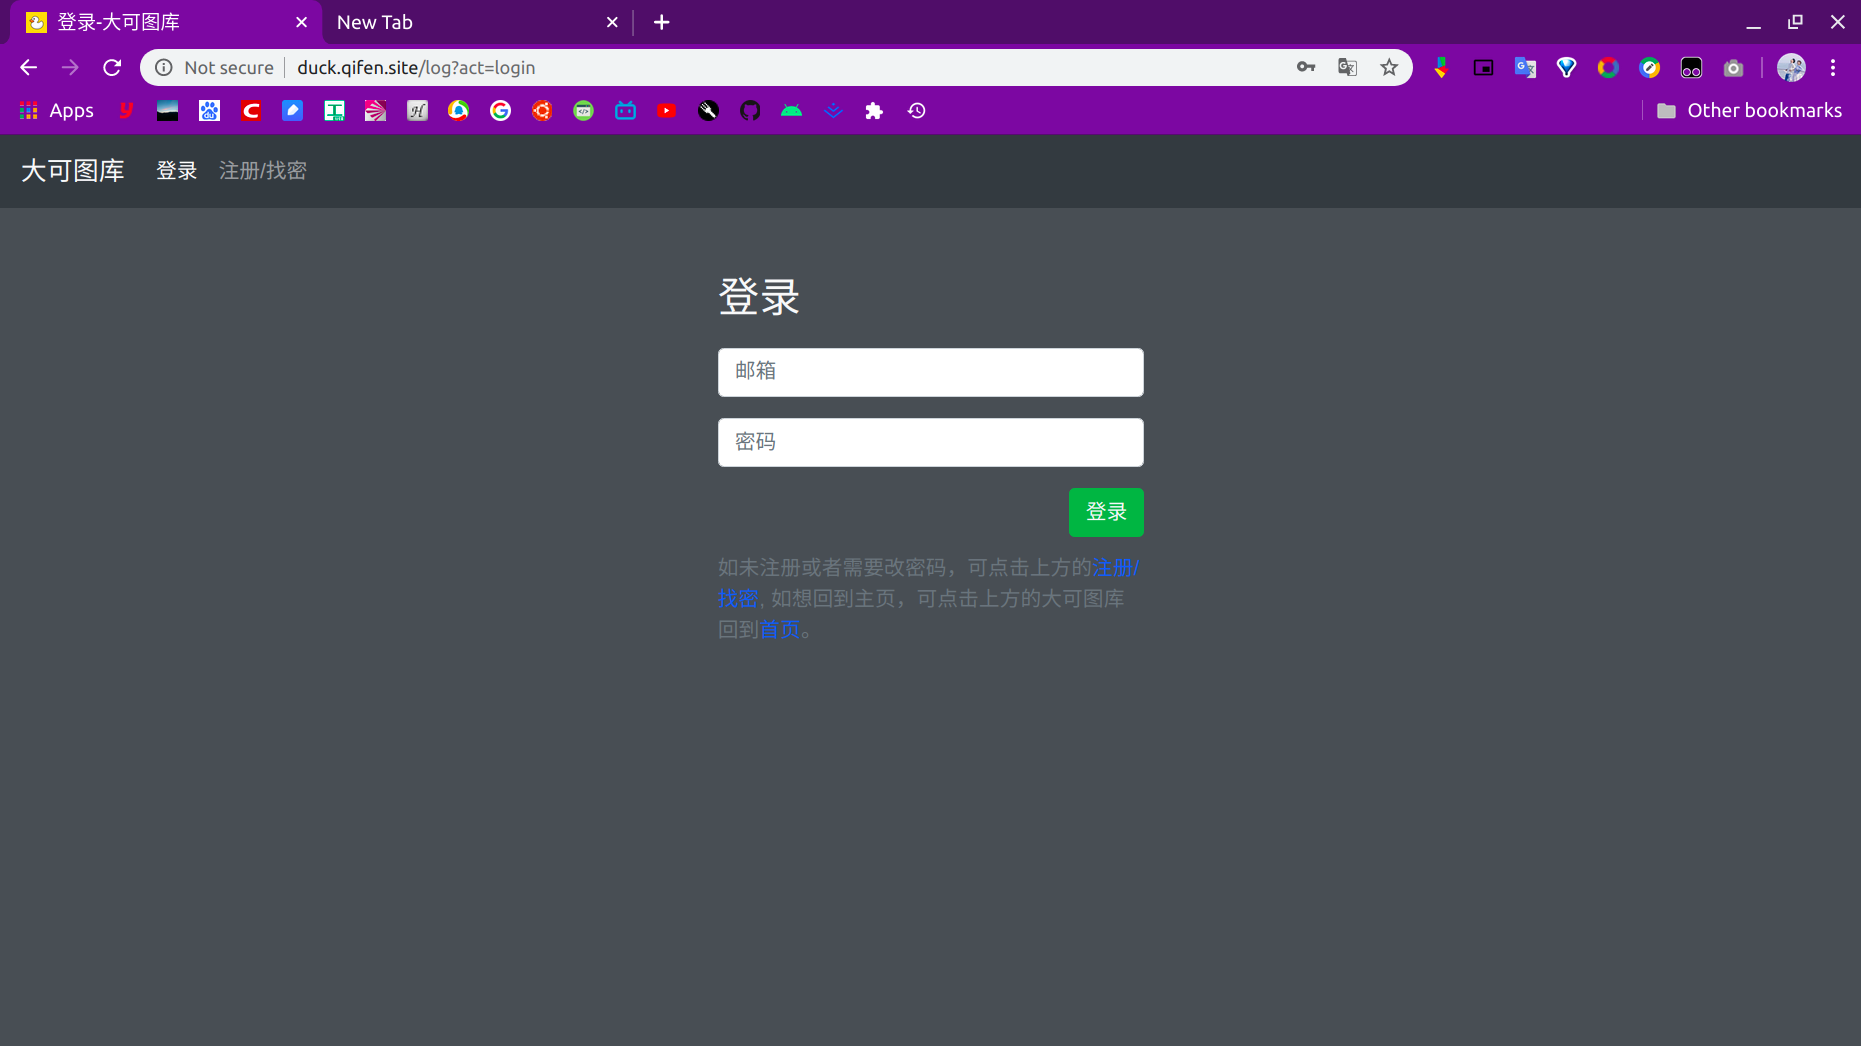 登录-大可图库
New Tab
Not secure
duck.qifen.site/log?act=login
Apps
Other bookmarks
大可图库 登录 注册/找密
登录
邮箱
密码
登录
如未注册或者需要改密码，可点击上方的注册/
找密, 如想回到主页，可点击上方的大可图库
回到首页。